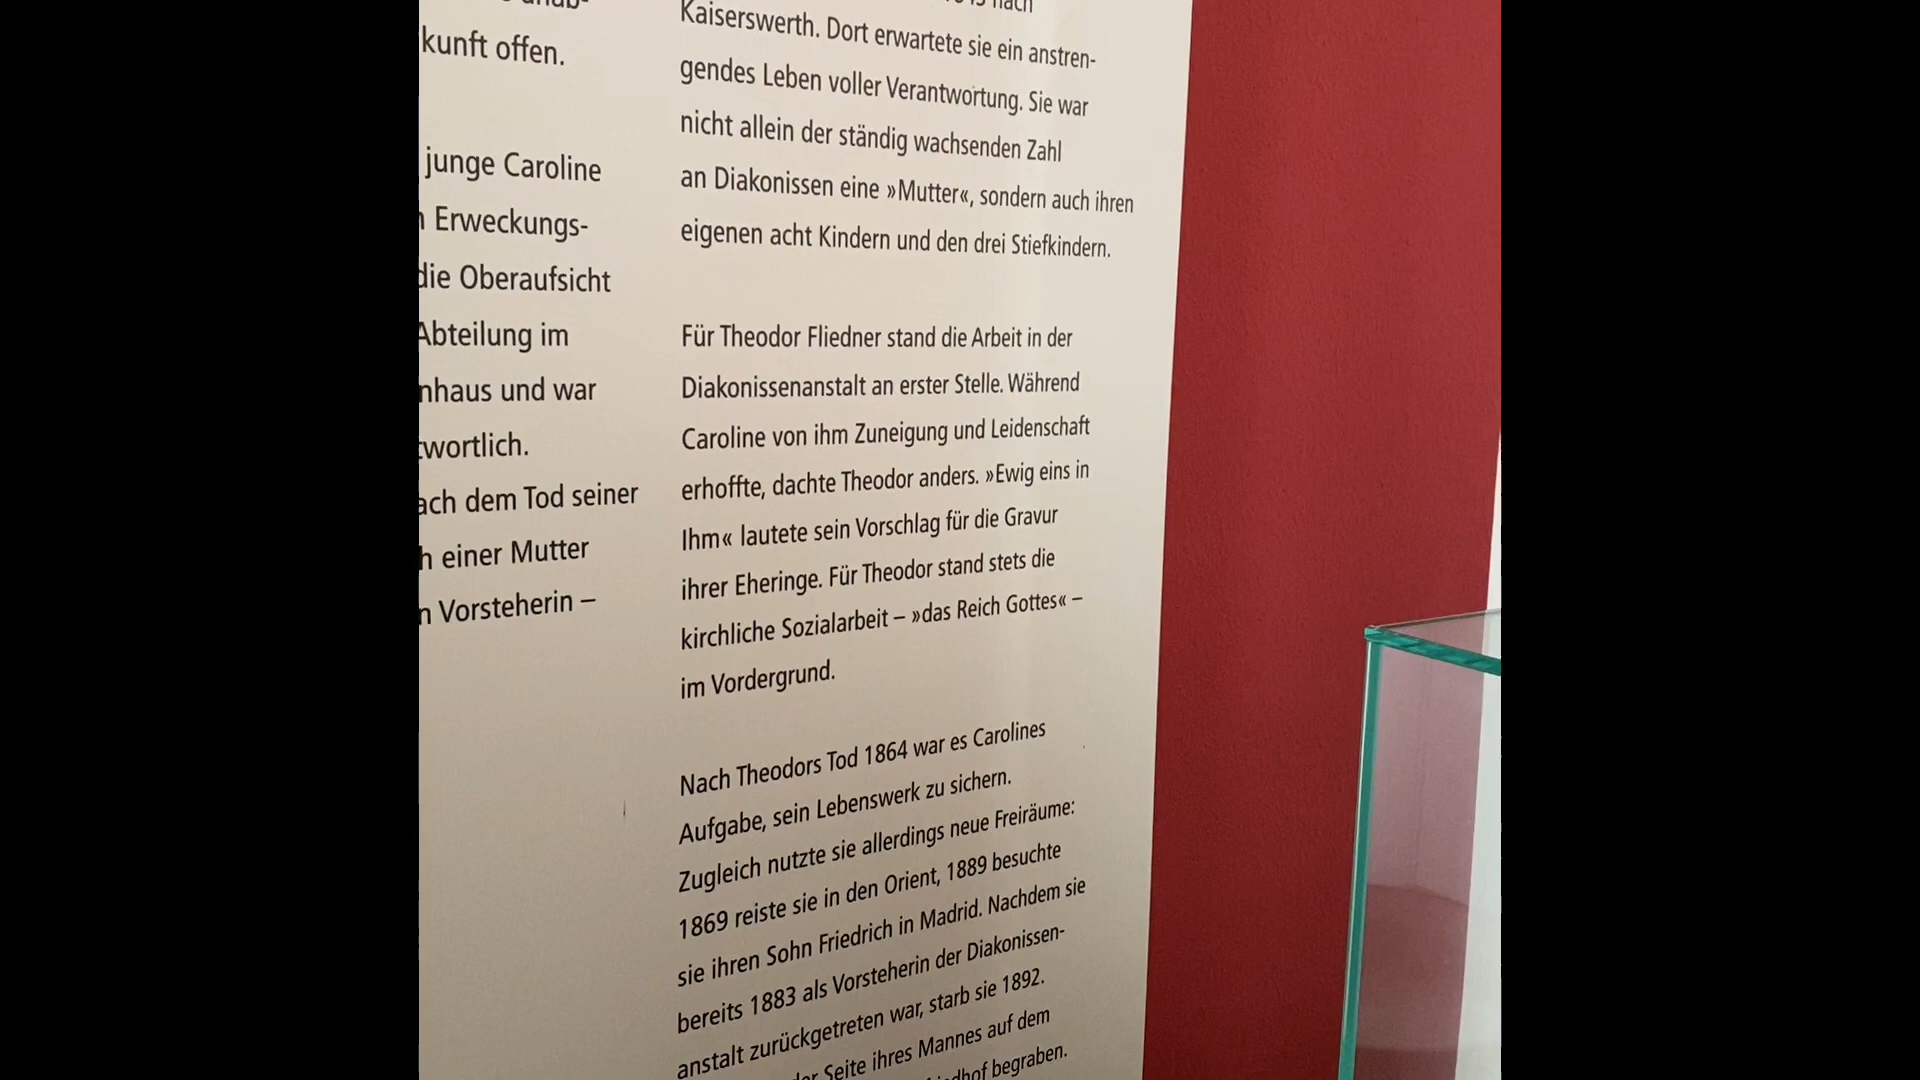 kunft offen.
junge Caroline
Erweckungs-
die Oberaufsicht
Abteilung im
nhaus und war
twortlich.
ach dem Tod seiner
h einer Mutter
n Vorsteherin –
nach
Kaiserswerth. Dort erwartete sie ein anstren-
gendes Leben voller Verantwortung. Sie war
nicht allein der ständig wachsenden Zahl
an Diakonissen eine »Mutter«, sondern auch ihren
eigenen acht Kindern und den drei Stiefkindern.
Für Theodor Fliedner stand die Arbeit in der
Diakonissenanstalt an erster Stelle. Während
Caroline von ihm Zuneigung und Leidenschaft
erhoffte, dachte Theodor anders. »Ewig eins in
Ihm« lautete sein Vorschlag für die Gravur
ihrer Eheringe. Für Theodor stand stets die
kirchliche Sozialarbeit – »das Reich Gottes« –
im Vordergrund.
Nach Theodors Tod 1864 war es Carolines
Aufgabe, sein Lebenswerk zu sichern.
Zugleich nutzte sie allerdings neue Freiräume:
1869 reiste sie in den Orient, 1889 besuchte
sie ihren Sohn Friedrich in Madrid. Nachdem sie
bereits 1883 als Vorsteherin der Diakonissen-
anstalt zurückgetreten war, starb sie 1892.
der Seite ihres Mannes auf dem
begraben.